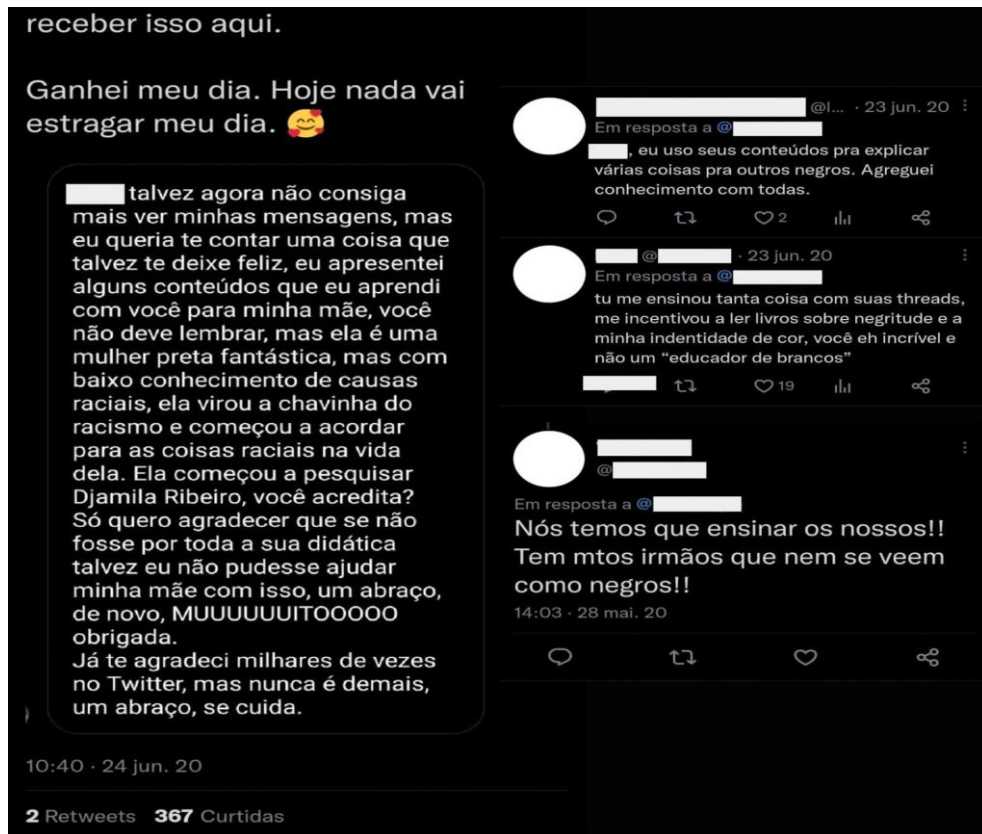 receber isso aqui.
Ganhei meu dia. Hoje nada vai
estragar meu dia. 🥰
talvez agora não consiga
mais ver minhas mensagens, mas
eu queria te contar uma coisa que
talvez te deixe feliz, eu apresentei
alguns conteúdos que eu aprendi
com você para minha mãe, você
não deve lembrar, mas ela é uma
mulher preta fantástica, mas com
baixo conhecimento de causas
raciais, ela virou a chavinha do
racismo e começou a acordar
para as coisas raciais na vida
dela. Ela começou a pesquisar
Djamila Ribeiro, você acredita?
Só quero agradecer que se não
fosse por toda a sua didática
talvez eu não pudesse ajudar
minha mãe com isso, um abraço,
de novo, MUUUUUUITOOOOO
obrigada.
Já te agradeci milhares de vezes
no Twitter, mas nunca é demais,
um abraço, se cuida.
10:40 · 24 jun. 20
2 Retweets 367 Curtidas
@l... · 23 jun. 20
Em resposta a @
, eu uso seus conteúdos pra explicar
várias coisas pra outros negros. Agreguei
conhecimento com todas.
2
@ · 23 jun. 20
Em resposta a @
tu me ensinou tanta coisa com suas threads,
me incentivou a ler livros sobre negritude e a
minha indentidade de cor, você eh incrível e
não um “educador de brancos”
19
@
Em resposta a @
Nós temos que ensinar os nossos!!
Tem mtos irmãos que nem se veem
como negros!!
14:03 · 28 mai. 20